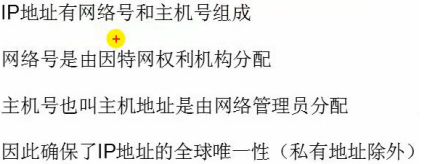 IP地址有网络号和主机号组成
网络号是由因特网权利机构分配
主机号也叫主机地址是由网络管理员分配
因此确保了IP地址的全球唯一性（私有地址除外）